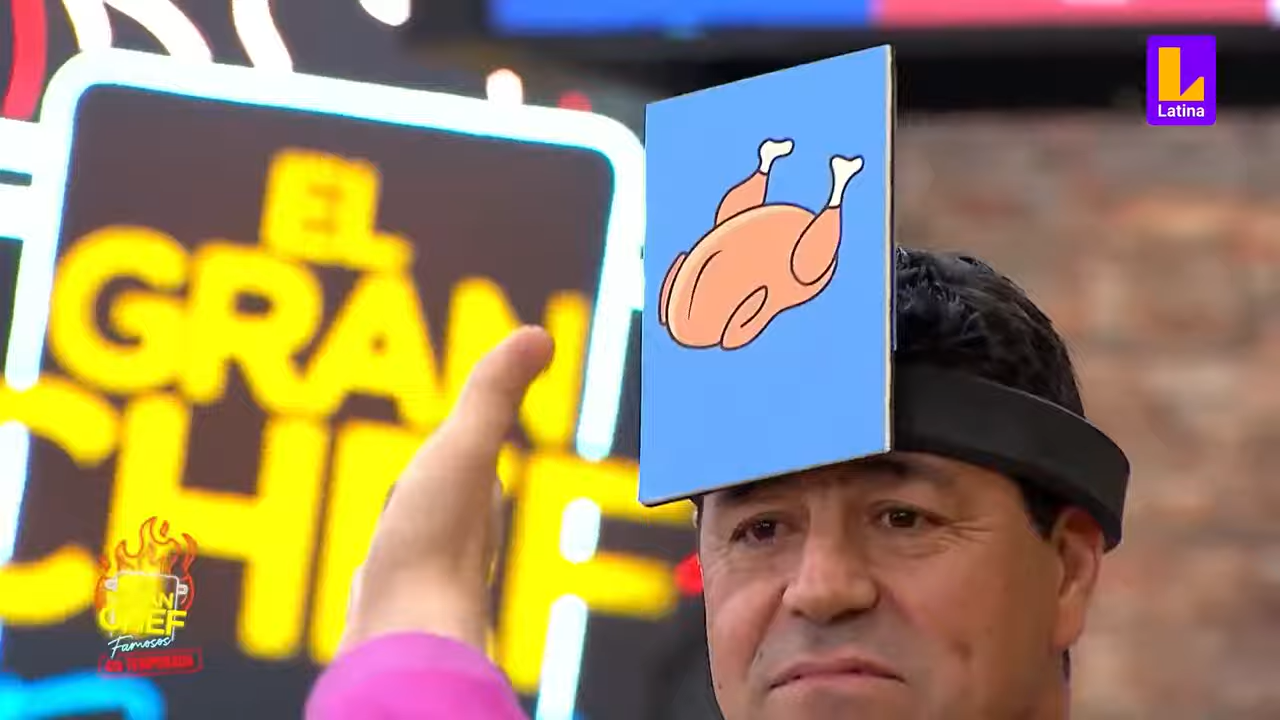 EL
GRAN
CHEF
Latina
GRAN
CHEF
Famosos